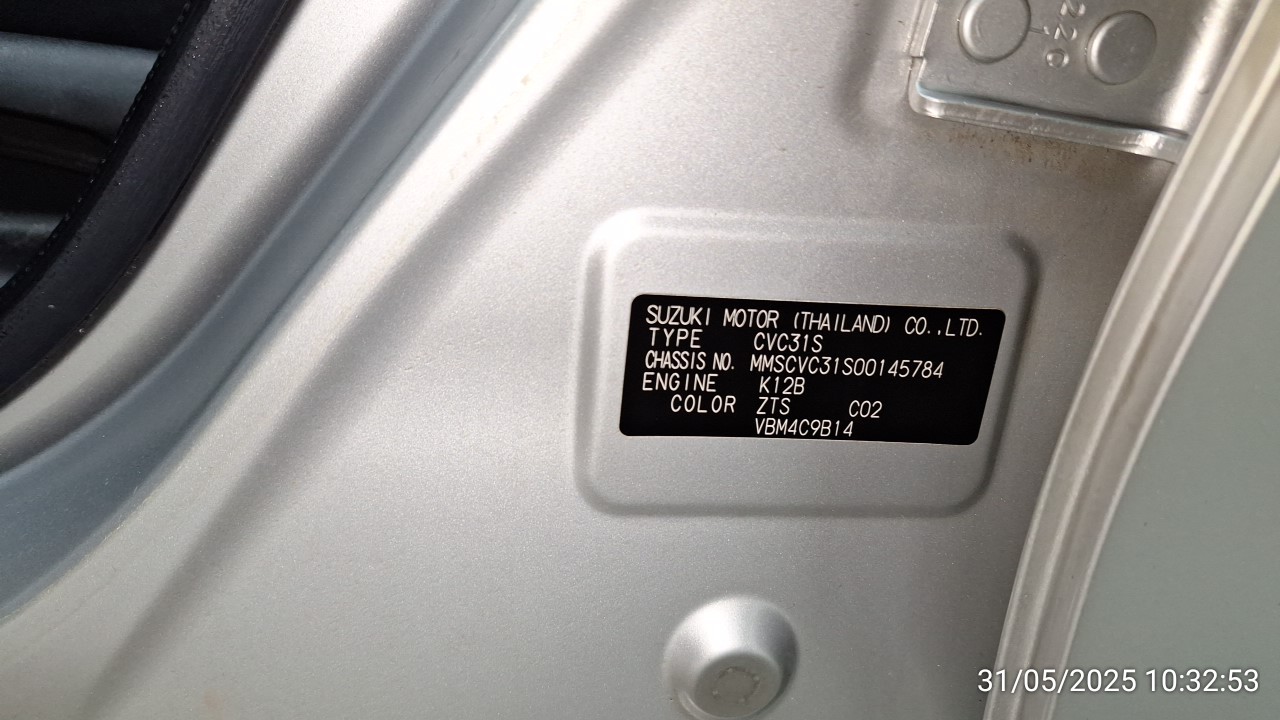 220
SUZUKI MOTOR (THAILAND) CO.,LTD.
TYPE CVC31S
CHASSIS NO. MMSCVC31S00145784
ENGINE K12B
COLOR ZTS C02
VBM4C9B14
31/05/2025 10:32:53